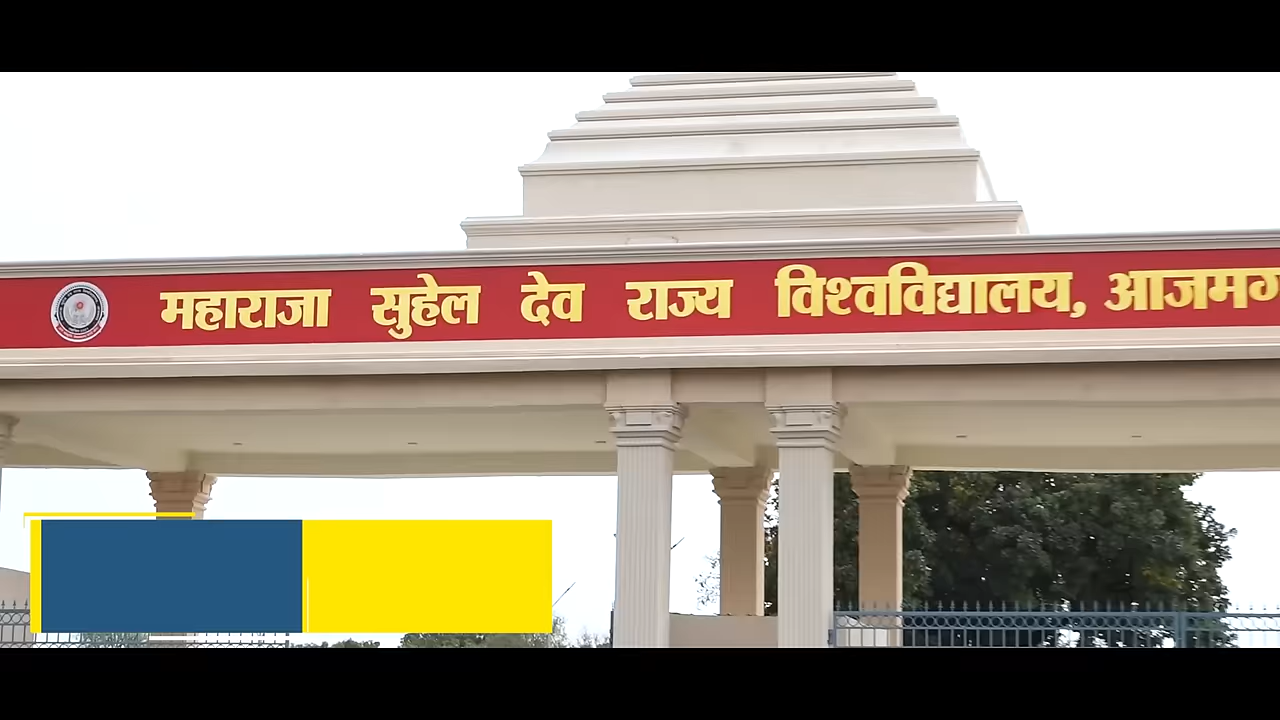 महाराजा सुहेल देव राज्य विश्वविद्यालय, आजमग